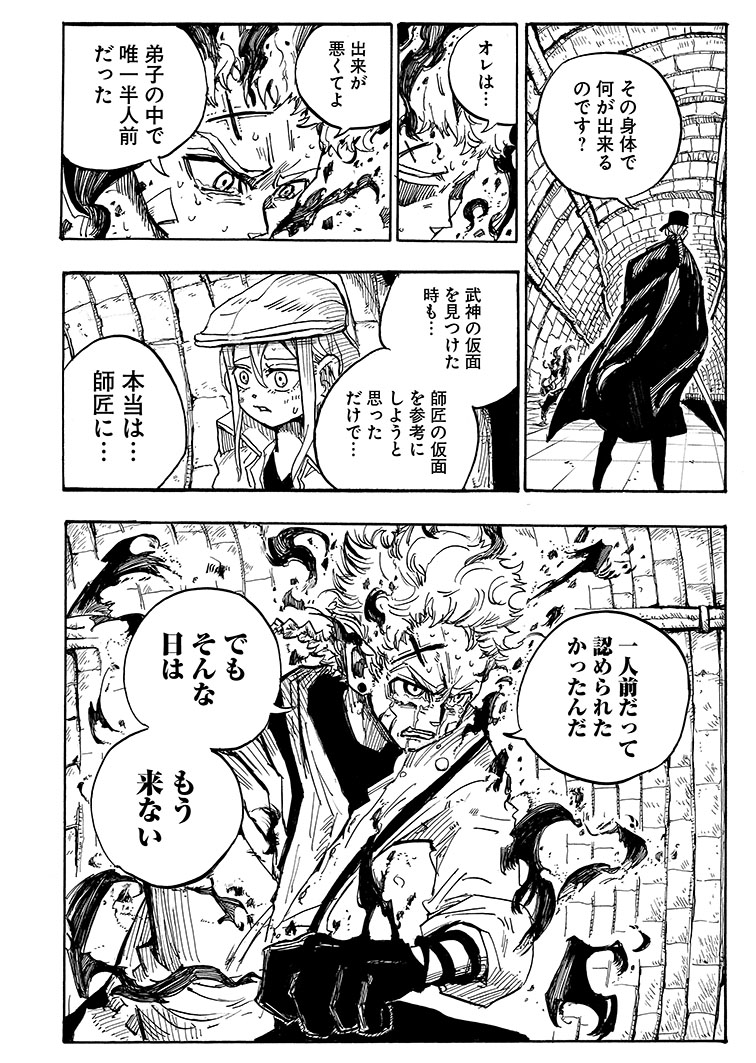 その身体で
何が出来る
のです?
オレは…
出来が
悪くてよ
弟子の中で
唯一半人前
だった
武神の仮面
を見つけた
時も…
師匠の仮面
を参考に
しようと
思った
だけで…
本当は…
師匠に…
一人前だって
認められた
かったんだ
でも
そんな
日は
もう
来ない